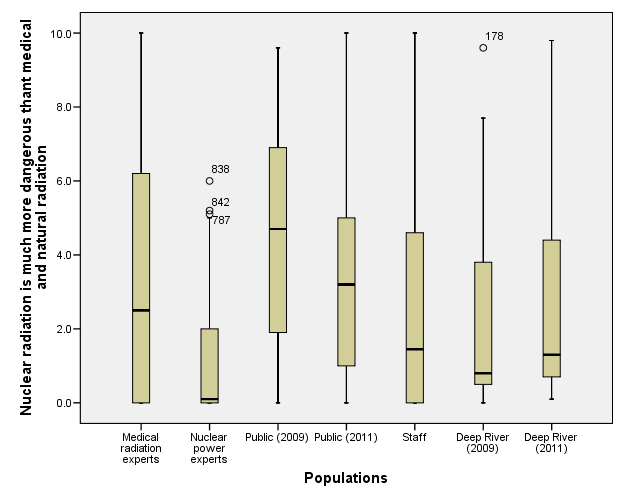 Nuclear radiation is much more dangerous thant medical
and natural radiation
10.0
8.0
6.0
4.0
2.0
0.0
178
838
842
787
Medical
radiation
experts
Nuclear
power
experts
Public (2009)
Public (2011)
Staff
Deep River
(2009)
Deep River
(2011)
Populations